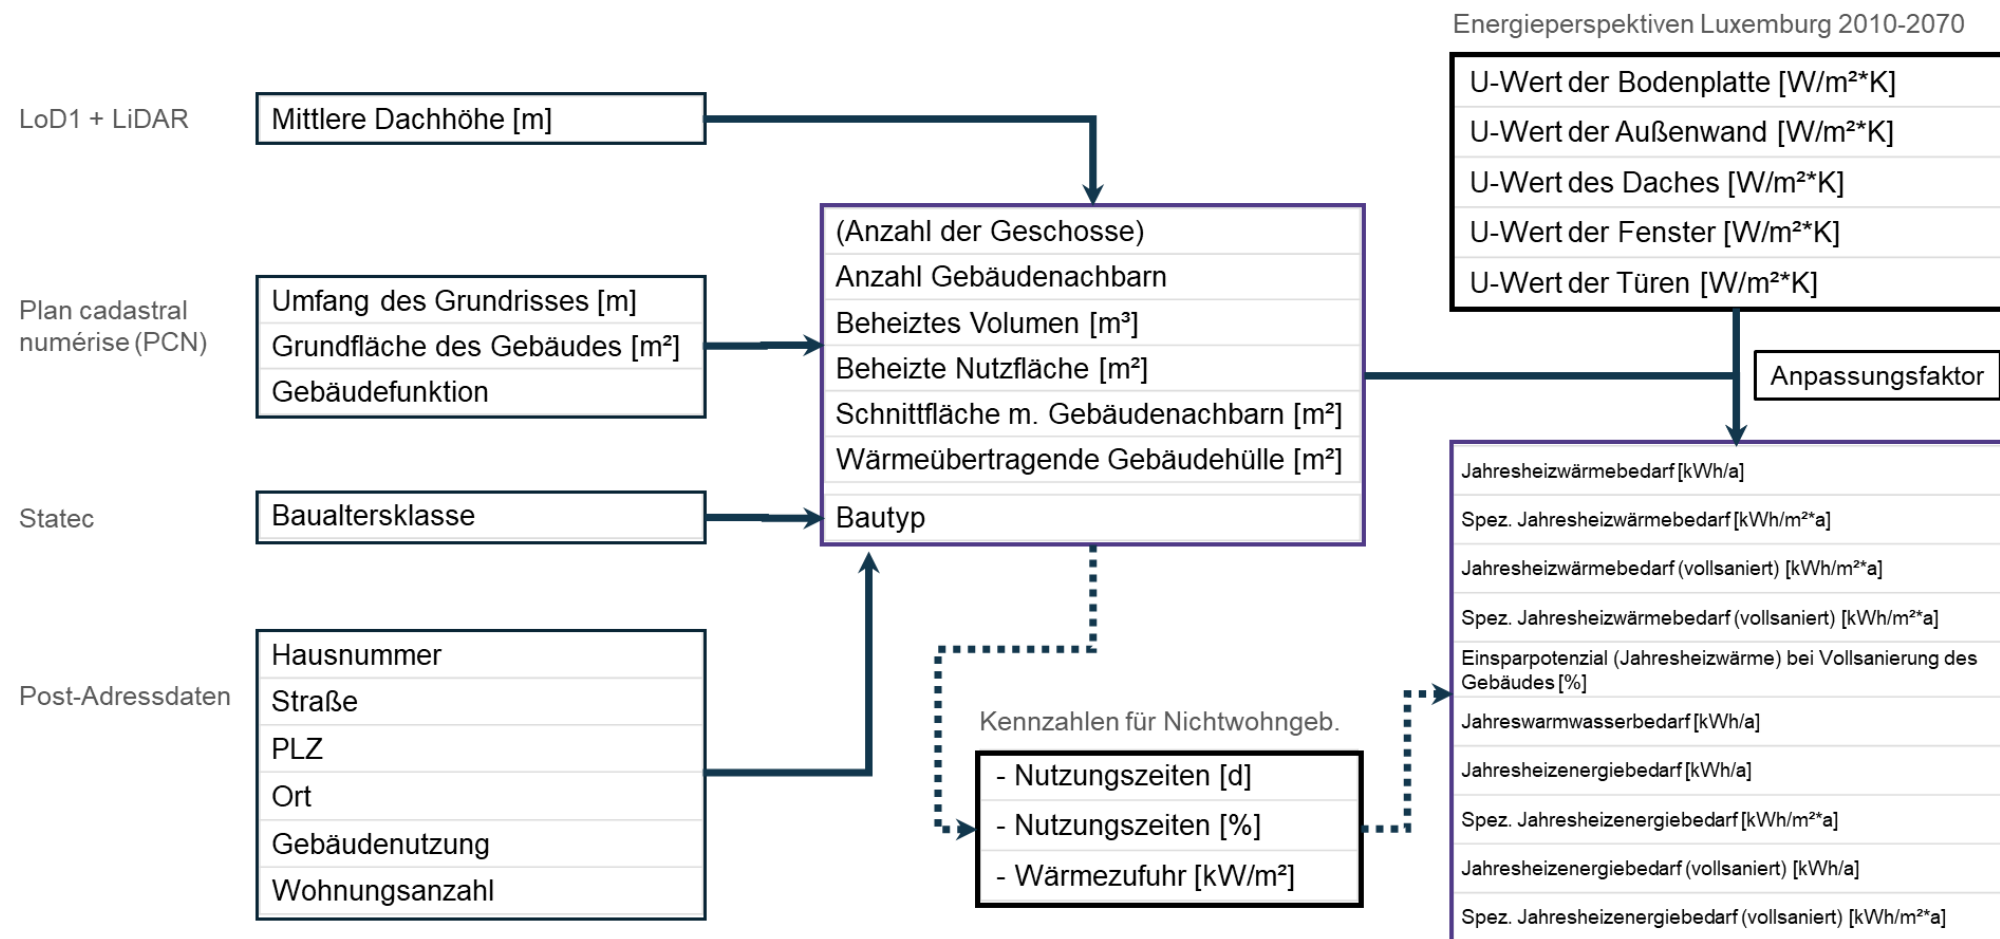 Energieperspektiven Luxemburg 2010-2070
U-Wert der Bodenplatte [W/m²*K]
U-Wert der Außenwand [W/m²*K]
U-Wert des Daches [W/m²*K]
U-Wert der Fenster [W/m²*K]
U-Wert der Türen [W/m²*K]
LoD1 + LiDAR
Mittlere Dachhöhe [m]
Plan cadastral
numérise (PCN)
Umfang des Grundrisses [m]
Grundfläche des Gebäudes [m²]
Gebäudefunktion
Statec
Baualtersklasse
Post-Adressdaten
Hausnummer
Straße
PLZ
Ort
Gebäudenutzung
Wohnungsanzahl
(Anzahl der Geschosse)
Anzahl Gebäudenachbarn
Beheiztes Volumen [m³]
Beheizte Nutzfläche [m²]
Schnittfläche m. Gebäudenachbarn [m²]
Wärmeübertragende Gebäudehülle [m²]
Bautyp
Kennzahlen für Nichtwohngeb.
- Nutzungszeiten [d]
- Nutzungszeiten [%]
- Wärmezufuhr [kW/m²]
Anpassungsfaktor
Jahresheizwärmebedarf [kWh/a]
Spez. Jahresheizwärmebedarf [kWh/m²*a]
Jahresheizwärmebedarf (vollsaniert) [kWh/m²*a]
Spez. Jahresheizwärmebedarf (vollsaniert) [kWh/m²*a]
Einsparpotenzial (Jahresheizwärme) bei Vollsanierung des
Gebäudes [%]
Jahreswarmwasserbedarf [kWh/a]
Jahresheizenergiebedarf [kWh/a]
Spez. Jahresheizenergiebedarf [kWh/m²*a]
Jahresheizenergiebedarf (vollsaniert) [kWh/a]
Spez. Jahresheizenergiebedarf (vollsaniert) [kWh/m²*a]